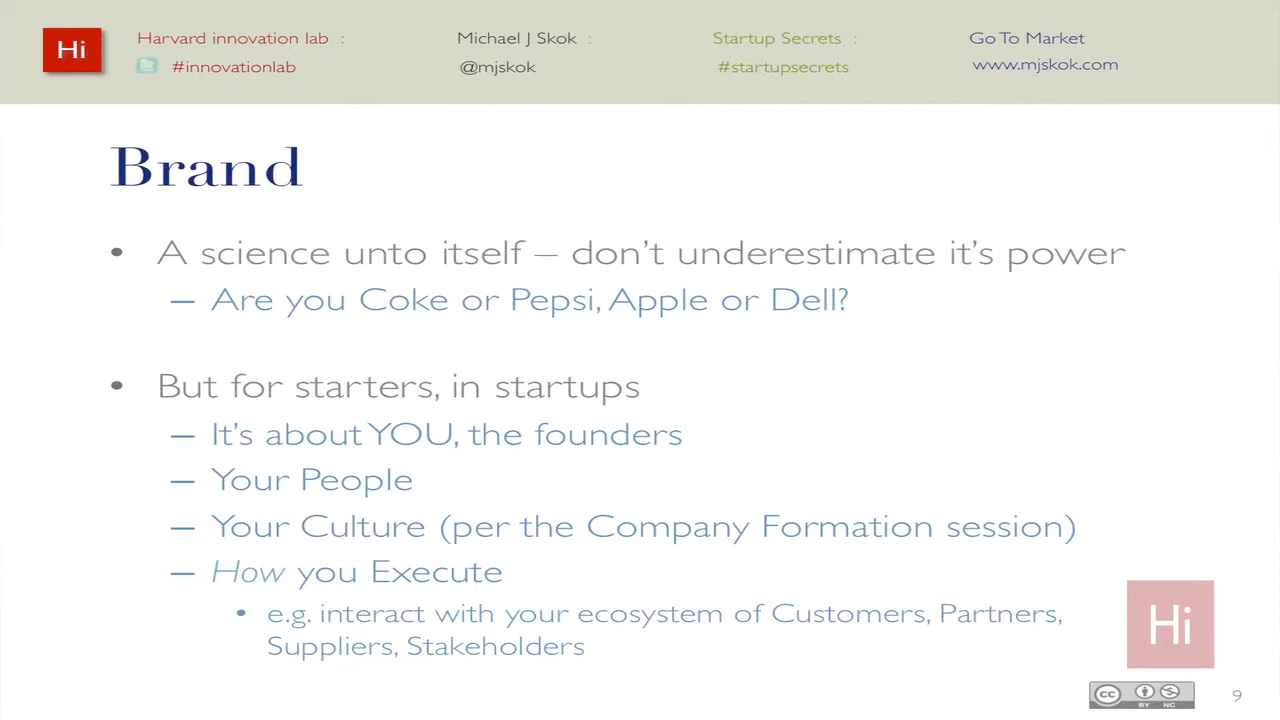 Hi
Harvard innovation lab :
#innovationlab
Michael J Skok :
@mjskok
Startup Secrets :
#startupsecrets
Go To Market
www.mjskok.com
Brand
• A science unto itself – don't underestimate it's power
– Are you Coke or Pepsi, Apple or Dell?
• But for starters, in startups
– It's about YOU, the founders
– Your People
– Your Culture (per the Company Formation session)
– How you Execute
• e.g. interact with your ecosystem of Customers, Partners,
Suppliers, Stakeholders
Hi
cc
BY NC
9